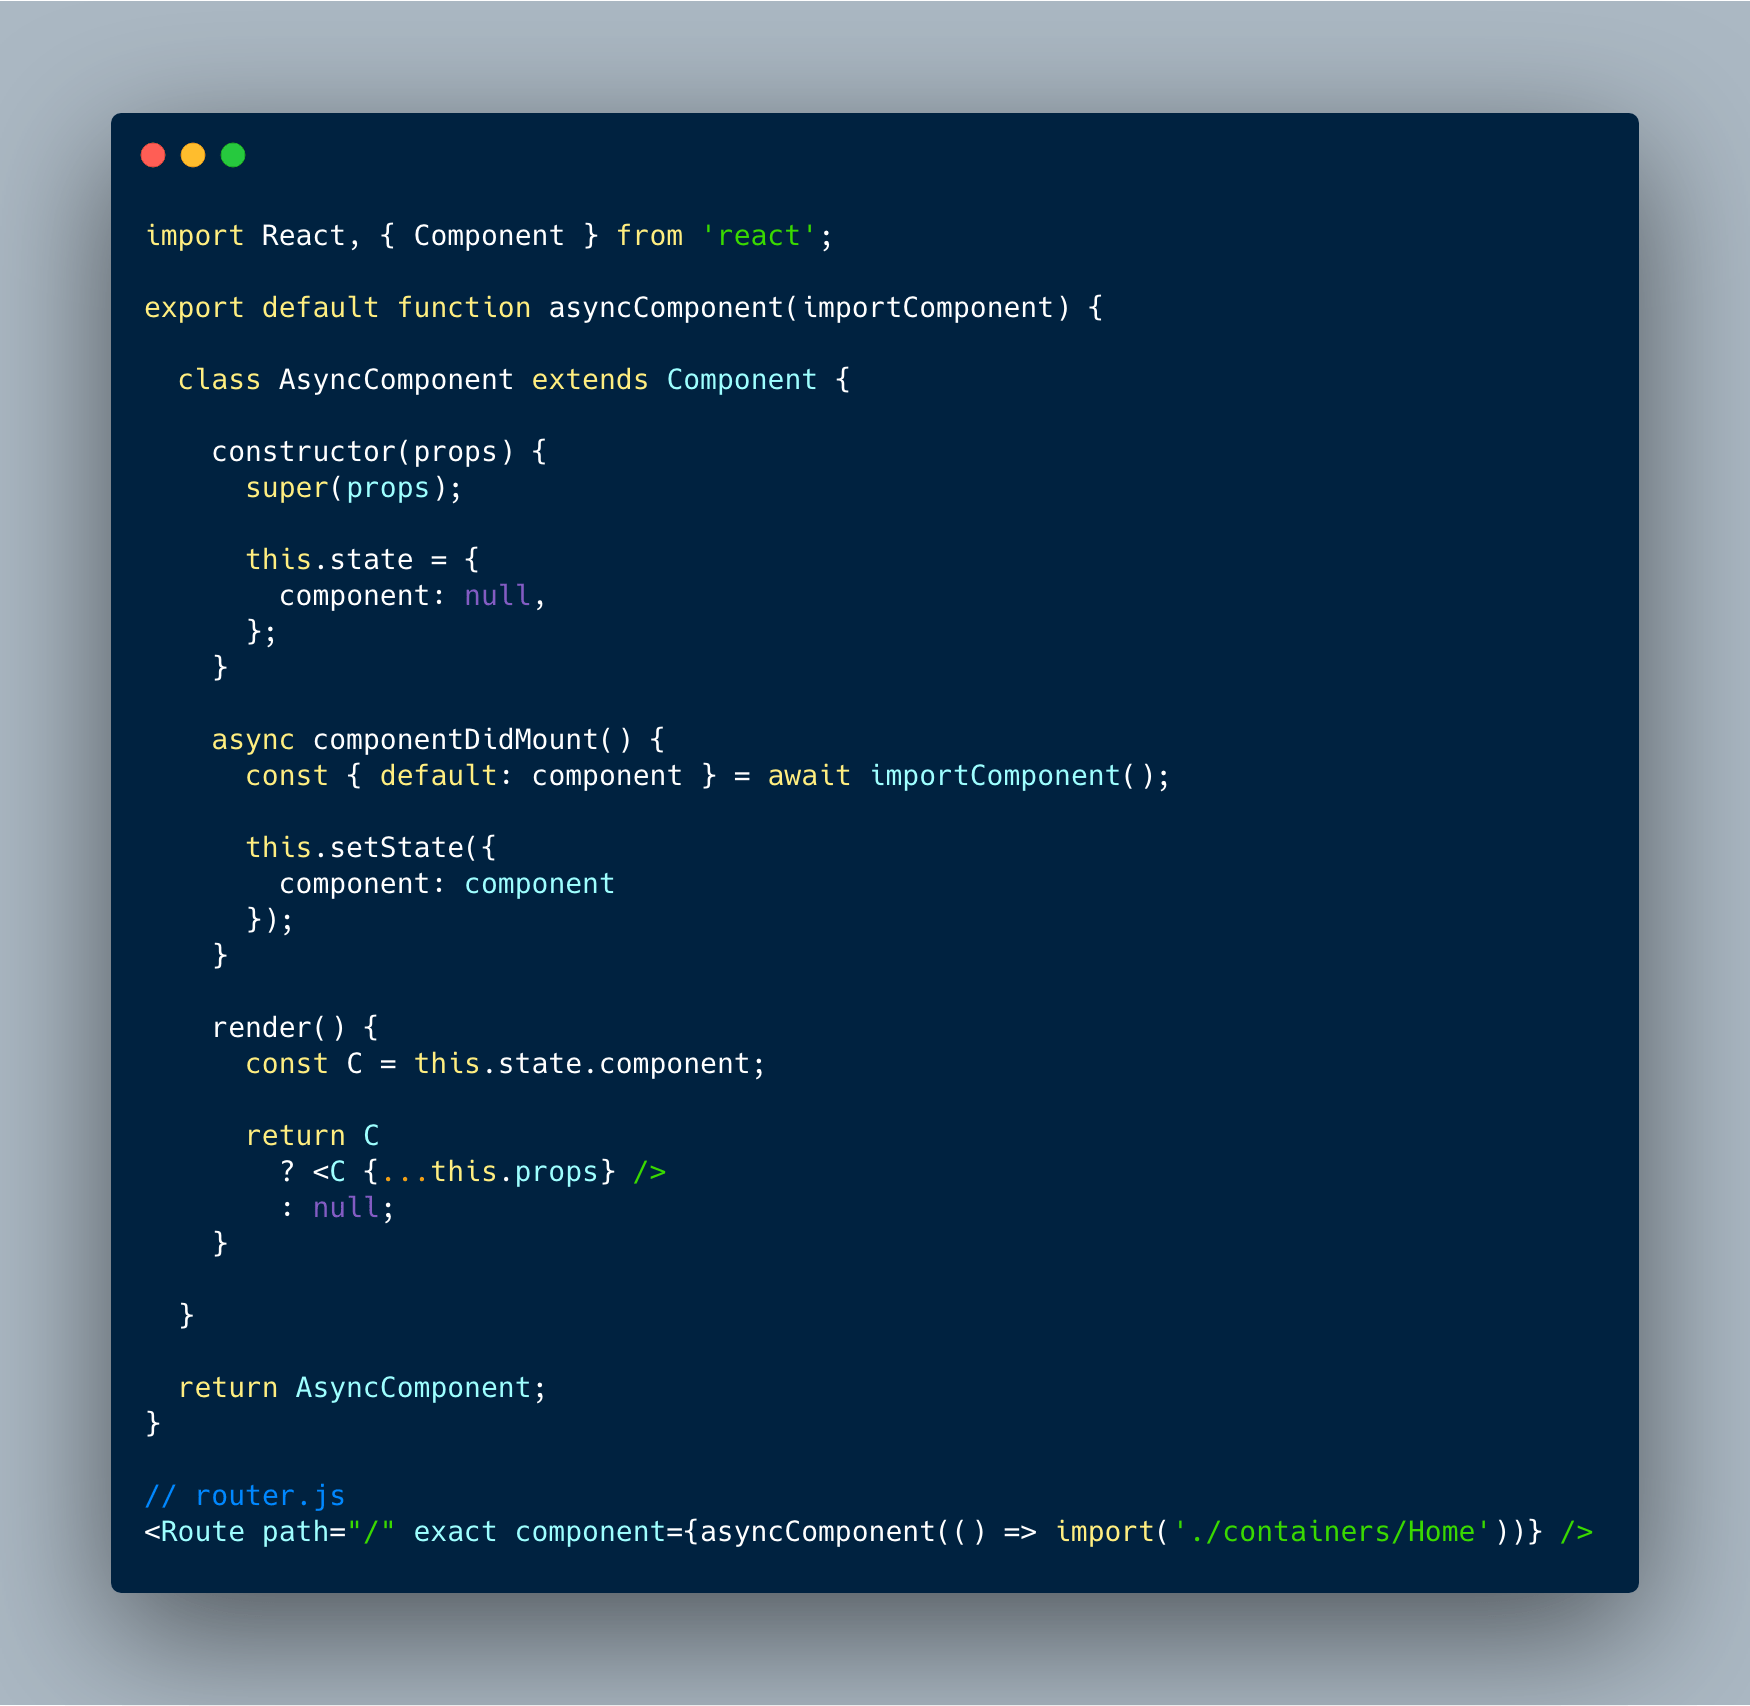 import React, { Component } from 'react';
export default function asyncComponent(importComponent) {
  class AsyncComponent extends Component {
    constructor(props) {
      super(props);
      this.state = {
        component: null,
      };
    }
    async componentDidMount() {
      const { default: component } = await importComponent();
      this.setState({
        component: component
      });
    }
    render() {
      const C = this.state.component;
      return C
        ? <C {...this.props} />
        : null;
    }
  }
  return AsyncComponent;
}
// router.js
<Route path="/" exact component={asyncComponent(() => import('./containers/Home'))} />